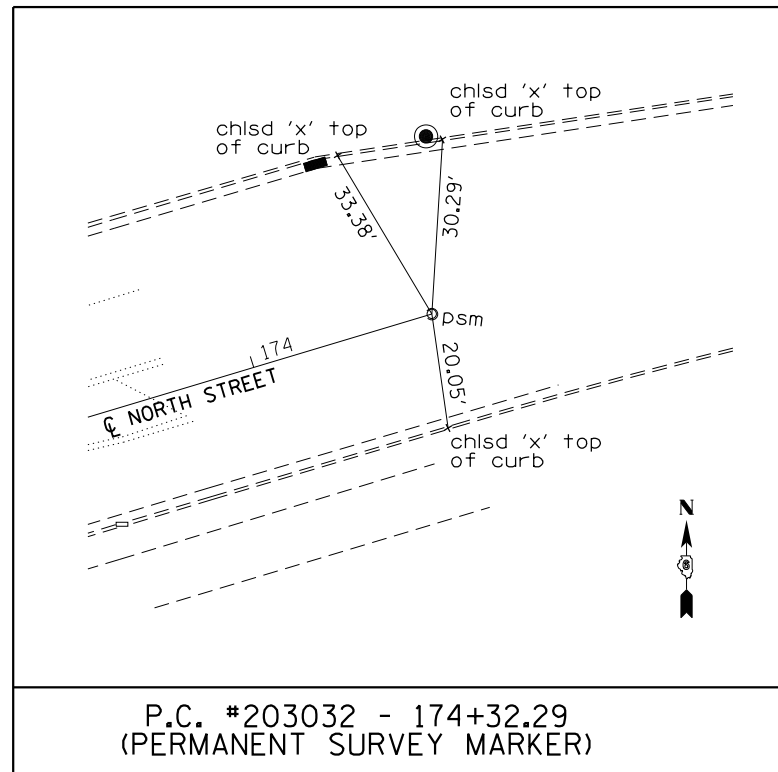 chlsd 'x' top
of curb
chlsd 'x' top
of curb
33.38'
30.29'
psm
174
20.05'
℄ NORTH STREET
chlsd 'x' top
of curb
N
6
P.C. #203032 - 174+32.29
(PERMANENT SURVEY MARKER)